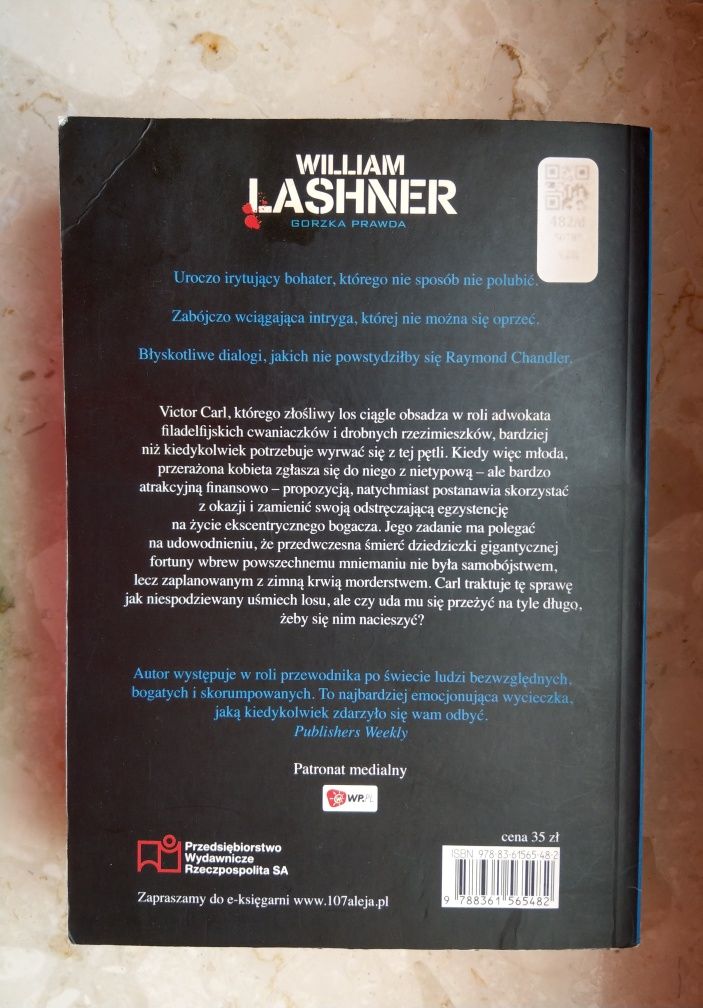 WILLIAM
LASHNER
GORZKA PRAWDA
Uroczo irytujący bohater, którego nie sposób nie polubić.
Zabójczo wciągająca intryga, której nie można się oprzeć.
Błyskotliwe dialogi, jakich nie powstydziłby się Raymond Chandler.
Victor Carl, którego złośliwy los ciągle obsadza w roli adwokata
filadelfijskich cwaniaczków i drobnych rzezimieszków, bardziej
niż kiedykolwiek potrzebuje wyrwać się z tej pętli. Kiedy więc młoda,
przerażona kobieta zgłasza się do niego z nietypową – ale bardzo
atrakcyjną finansowo – propozycją, natychmiast postanawia skorzystać
z okazji i zamienić swoją odstręczającą egzystencję
na życie ekscentrycznego bogacza. Jego zadanie ma polegać
na udowodnieniu, że przedwczesna śmierć dziedziczki gigantycznej
fortuny wbrew powszechnemu mniemaniu nie była samobójstwem,
lecz zaplanowanym z zimną krwią morderstwem. Carl traktuje tę sprawę
jak niespodziewany uśmiech losu, ale czy uda mu się przeżyć na tyle długo,
żeby się nim nacieszyć?
Autor występuje w roli przewodnika po świecie ludzi bezwzględnych,
bogatych i skorumpowanych. To najbardziej emocjonująca wycieczka,
jaką kiedykolwiek zdarzyło się wam odbyć.
Publishers Weekly
Patronat medialny
WP.PL
cena 35 zł
ISBN 978-83-61565-48-2
Przedsiębiorstwo
Wydawnicze
Rzeczpospolita SA
9 788361 565482
Zapraszamy do e-księgarni www.107aleja.pl